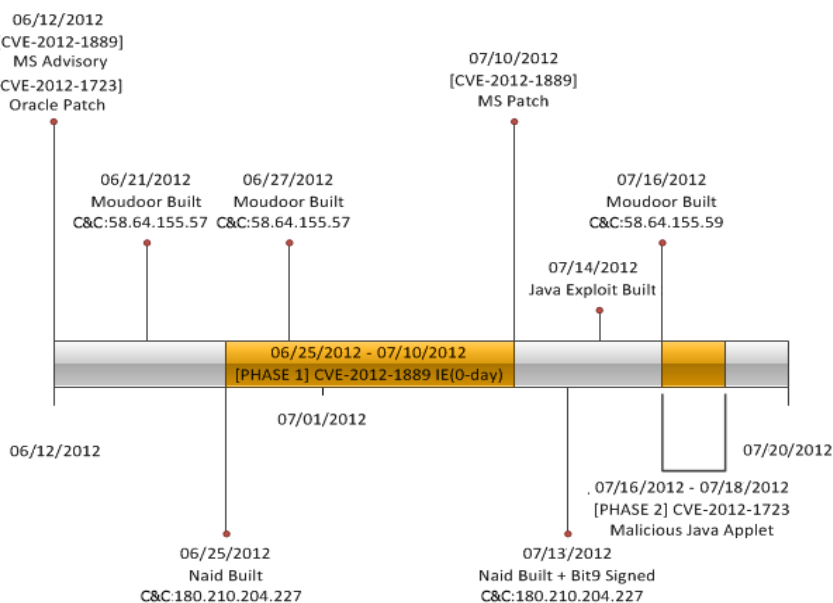 06/12/2012
CVE-2012-1889]
MS Advisory
CVE-2012-1723]
Oracle Patch
07/10/2012
[CVE-2012-1889]
MS Patch
06/21/2012
Moudoor Built
C&C:58.64.155.57
06/27/2012
Moudoor Built
C&C:58.64.155.57
07/16/2012
Moudoor Built
C&C:58.64.155.59
07/14/2012
Java Exploit Built
06/25/2012 - 07/10/2012
[PHASE 1] CVE-2012-1889 IE(0-day)
07/01/2012
06/12/2012
07/20/2012
07/16/2012 - 07/18/2012
[PHASE 2] CVE-2012-1723
Malicious Java Applet
06/25/2012
Naid Built
C&C:180.210.204.227
07/13/2012
Naid Built + Bit9 Signed
C&C:180.210.204.227